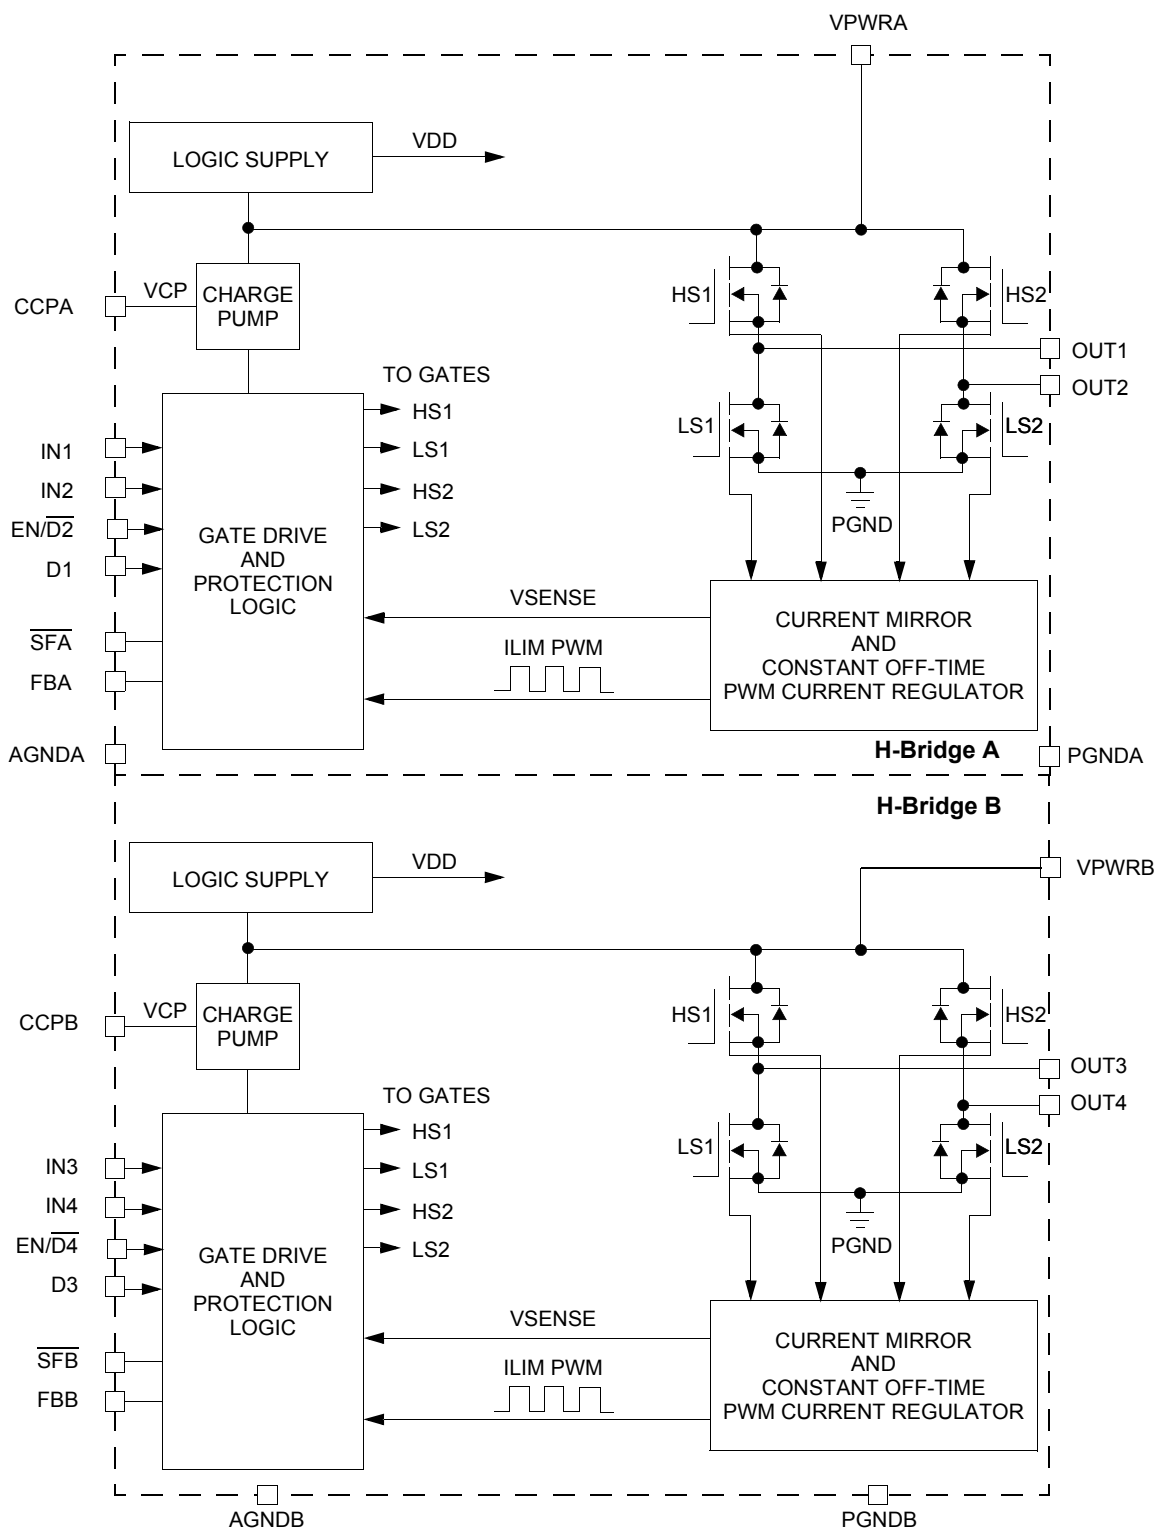 VPWRA
LOGIC SUPPLY
VDD
CCPA
VCP
CHARGE
PUMP
HS1
HS2
OUT1
OUT2
TO GATES
HS1
LS1
HS2
LS2
LS1
LS2
PGND
IN1
IN2
EN/D2
D1
SFA
FBA
AGNDA
GATE DRIVE
AND
PROTECTION
LOGIC
VSENSE
ILIM PWM
CURRENT MIRROR
AND
CONSTANT OFF-TIME
PWM CURRENT REGULATOR
H-Bridge A
PGNDA
H-Bridge B
LOGIC SUPPLY
VDD
VPWRB
CCPB
VCP
CHARGE
PUMP
HS1
HS2
OUT3
OUT4
TO GATES
HS1
LS1
HS2
LS2
LS1
LS2
PGND
IN3
IN4
EN/D4
D3
SFB
FBB
GATE DRIVE
AND
PROTECTION
LOGIC
VSENSE
ILIM PWM
CURRENT MIRROR
AND
CONSTANT OFF-TIME
PWM CURRENT REGULATOR
AGNDB
PGNDB